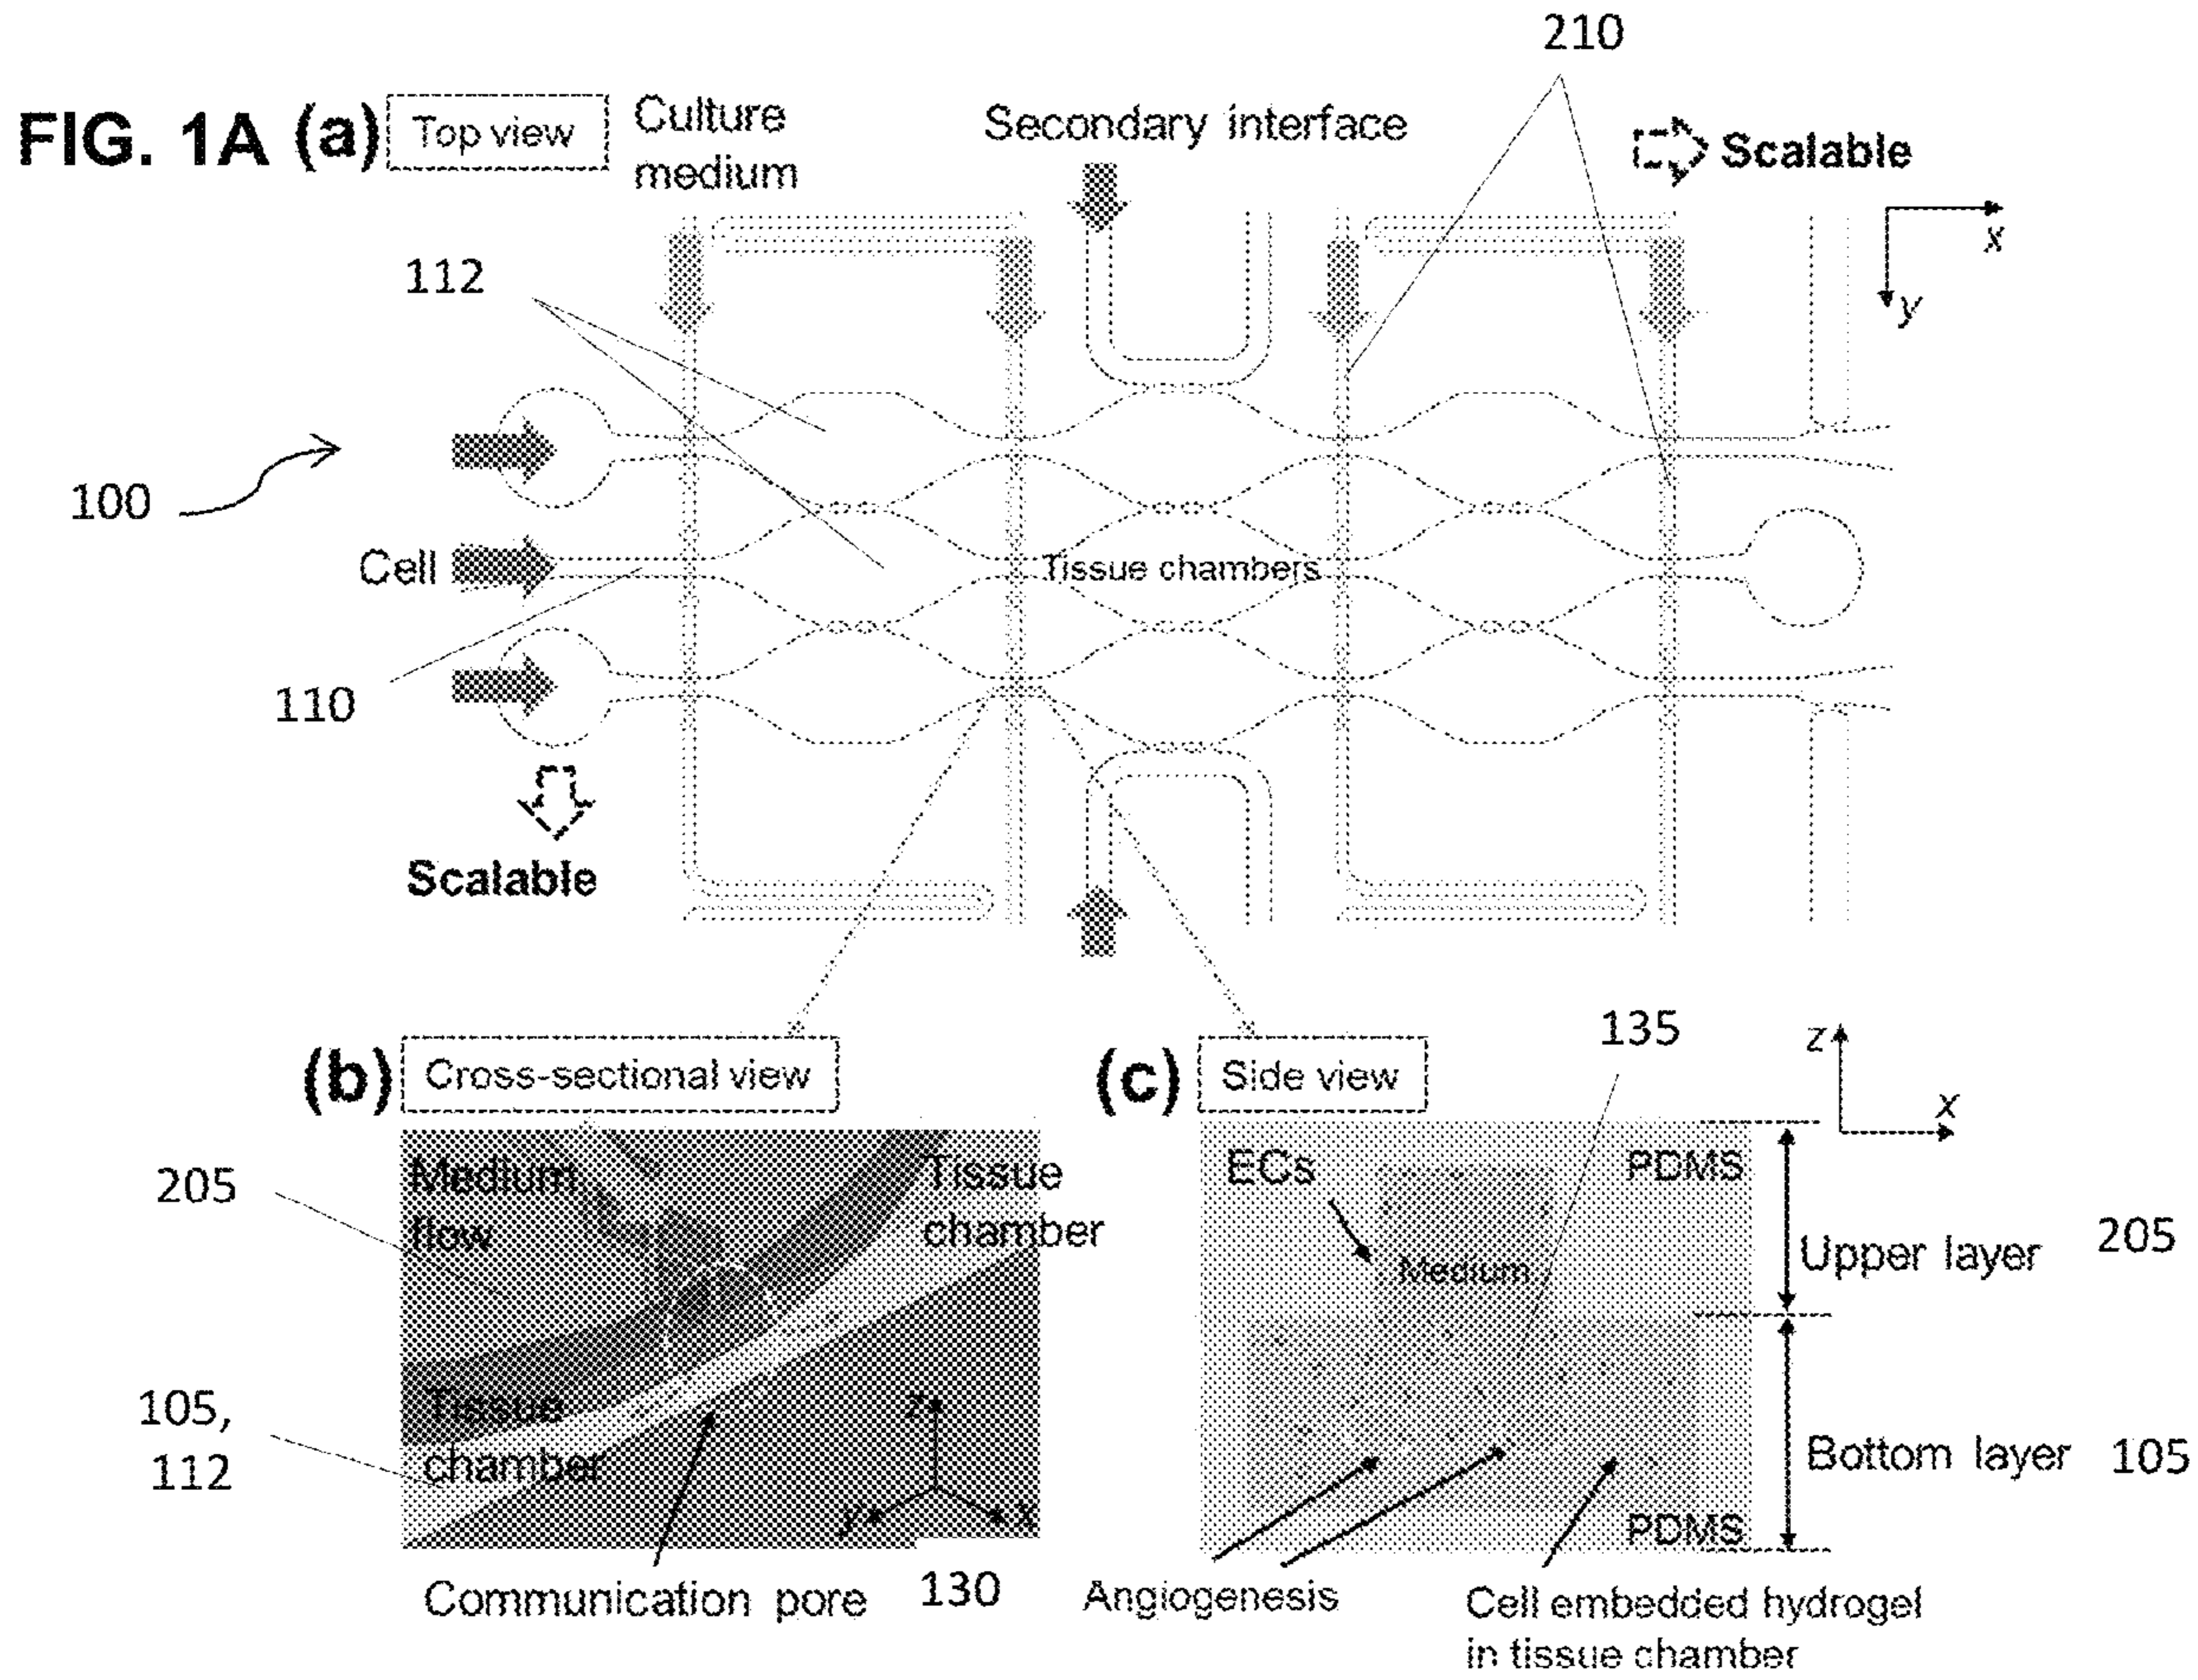 FIG. 1A (a)
Top view
Culture
medium
Secondary interface
210
Scalable
x
y
112
100
Cell
Tissue chambers
110
Scalable
(b)
Cross-sectional view
205
Medium
flow
Tissue
chamber
105,
112
Tissue
chamber
z
y
x
Communication pore
130
(c)
Side view
135
z
x
ECs
PDMS
Medium
Upper layer
205
Bottom layer
105
PDMS
Angiogenesis
Cell embedded hydrogel
in tissue chamber